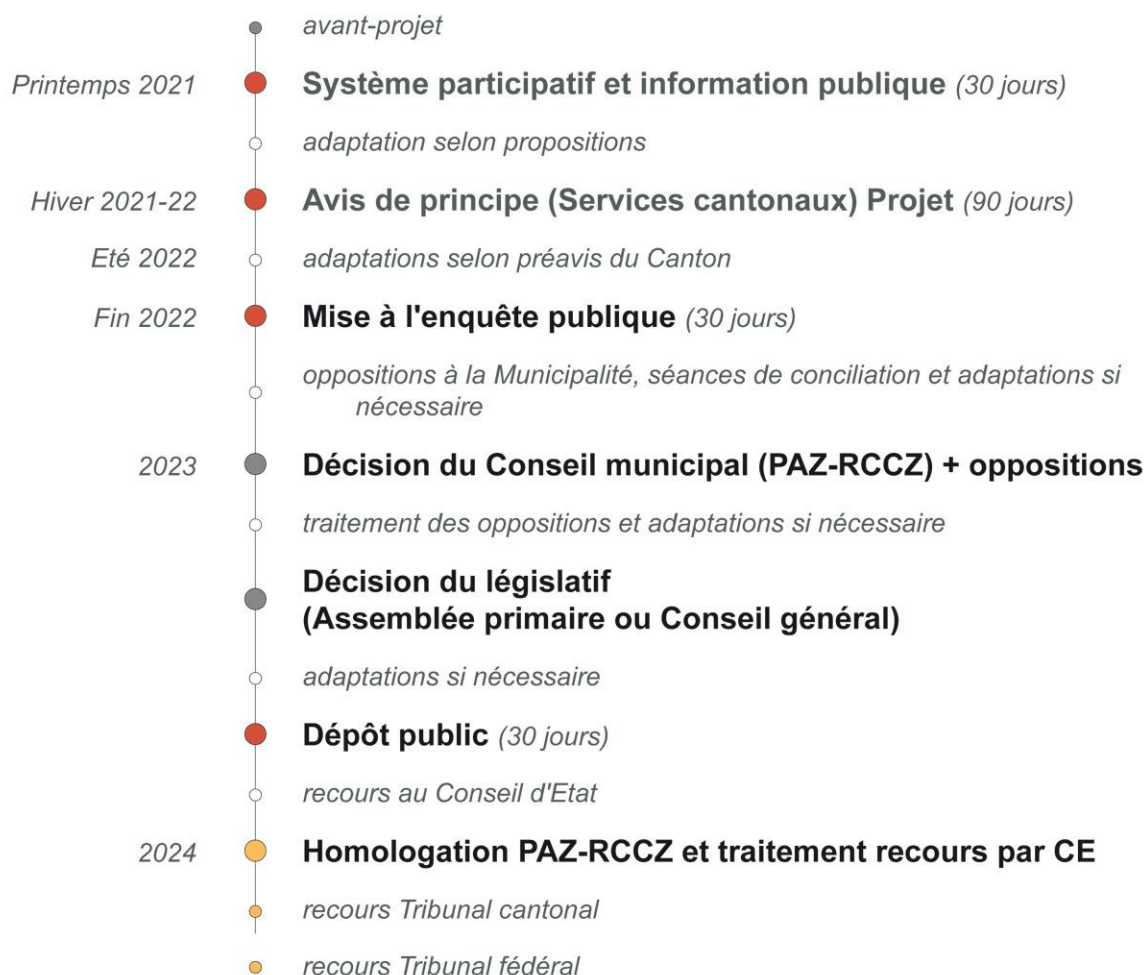 avant-projet
Printemps 2021 Système participatif et information publique (30 jours)
adaptation selon propositions
Hiver 2021-22 Avis de principe (Services cantonaux) Projet (90 jours)
Eté 2022 adaptations selon préavis du Canton
Fin 2022 Mise à l'enquête publique (30 jours)
oppositions à la Municipalité, séances de conciliation et adaptations si
nécessaire
2023 Décision du Conseil municipal (PAZ-RCCZ) + oppositions
traitement des oppositions et adaptations si nécessaire
Décision du législatif
(Assemblée primaire ou Conseil général)
adaptations si nécessaire
Dépôt public (30 jours)
recours au Conseil d'Etat
2024 Homologation PAZ-RCCZ et traitement recours par CE
recours Tribunal cantonal
recours Tribunal fédéral